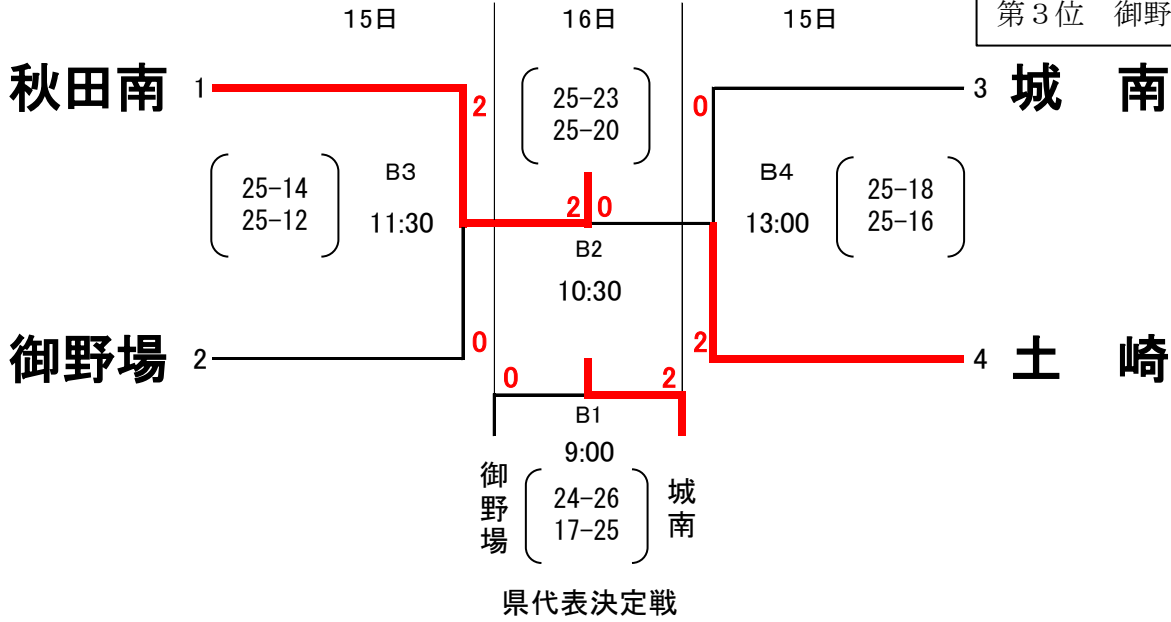 15日
16日
15日
第３位　御野
秋田南 1
2
25-23
25-20
0
3 城　南
25-14
25-12
B3
11:30
2 0
B2
10:30
B4
13:00
25-18
25-16
御野場 2
0
2
4 土　崎
0
2
B1
9:00
御野場
24-26
17-25
城南
県代表決定戦